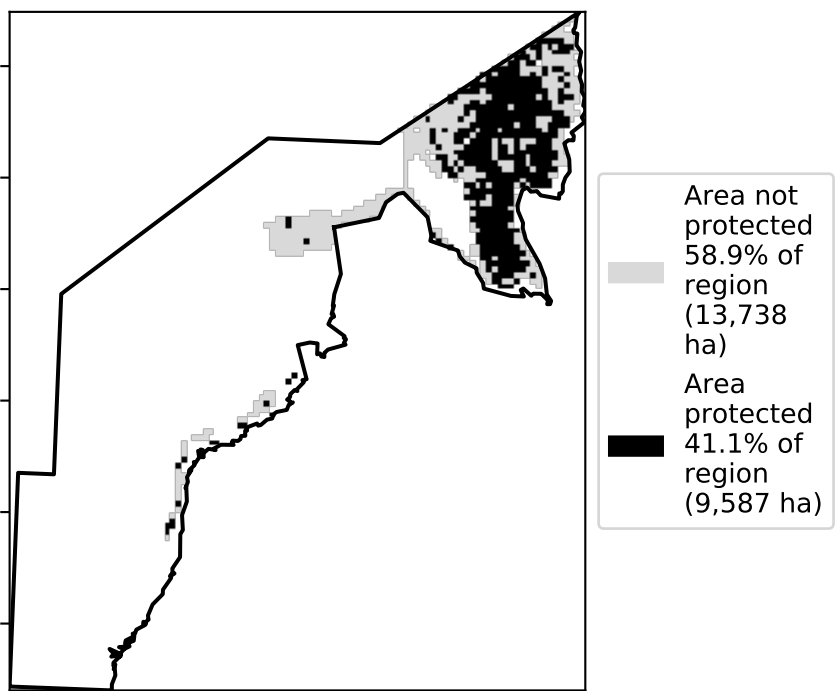 Area not
protected
58.9% of
region
(13,738
ha)
Area
protected
41.1% of
region
(9,587 ha)